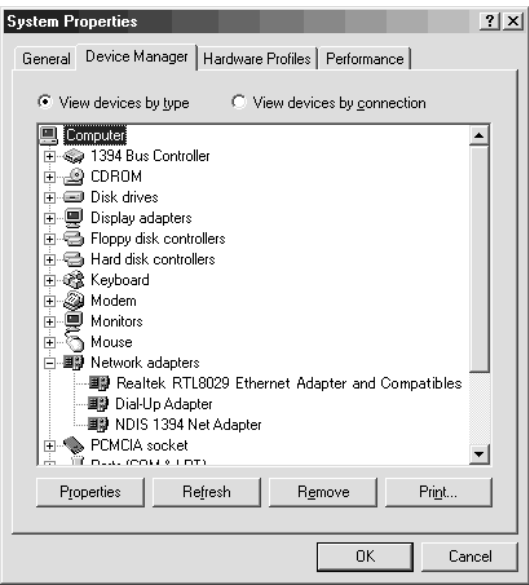 System Properties
General Device Manager Hardware Profiles Performance
View devices by type View devices by connection
Computer
1394 Bus Controller
CDROM
Disk drives
Display adapters
Floppy disk controllers
Hard disk controllers
Keyboard
Modem
Monitors
Mouse
Network adapters
Realtek RTL8029 Ethernet Adapter and Compatibles
Dial-Up Adapter
NDIS 1394 Net Adapter
PCMCIA socket
Ports (COM & LPT)
Properties Refresh Remove Print...
OK Cancel